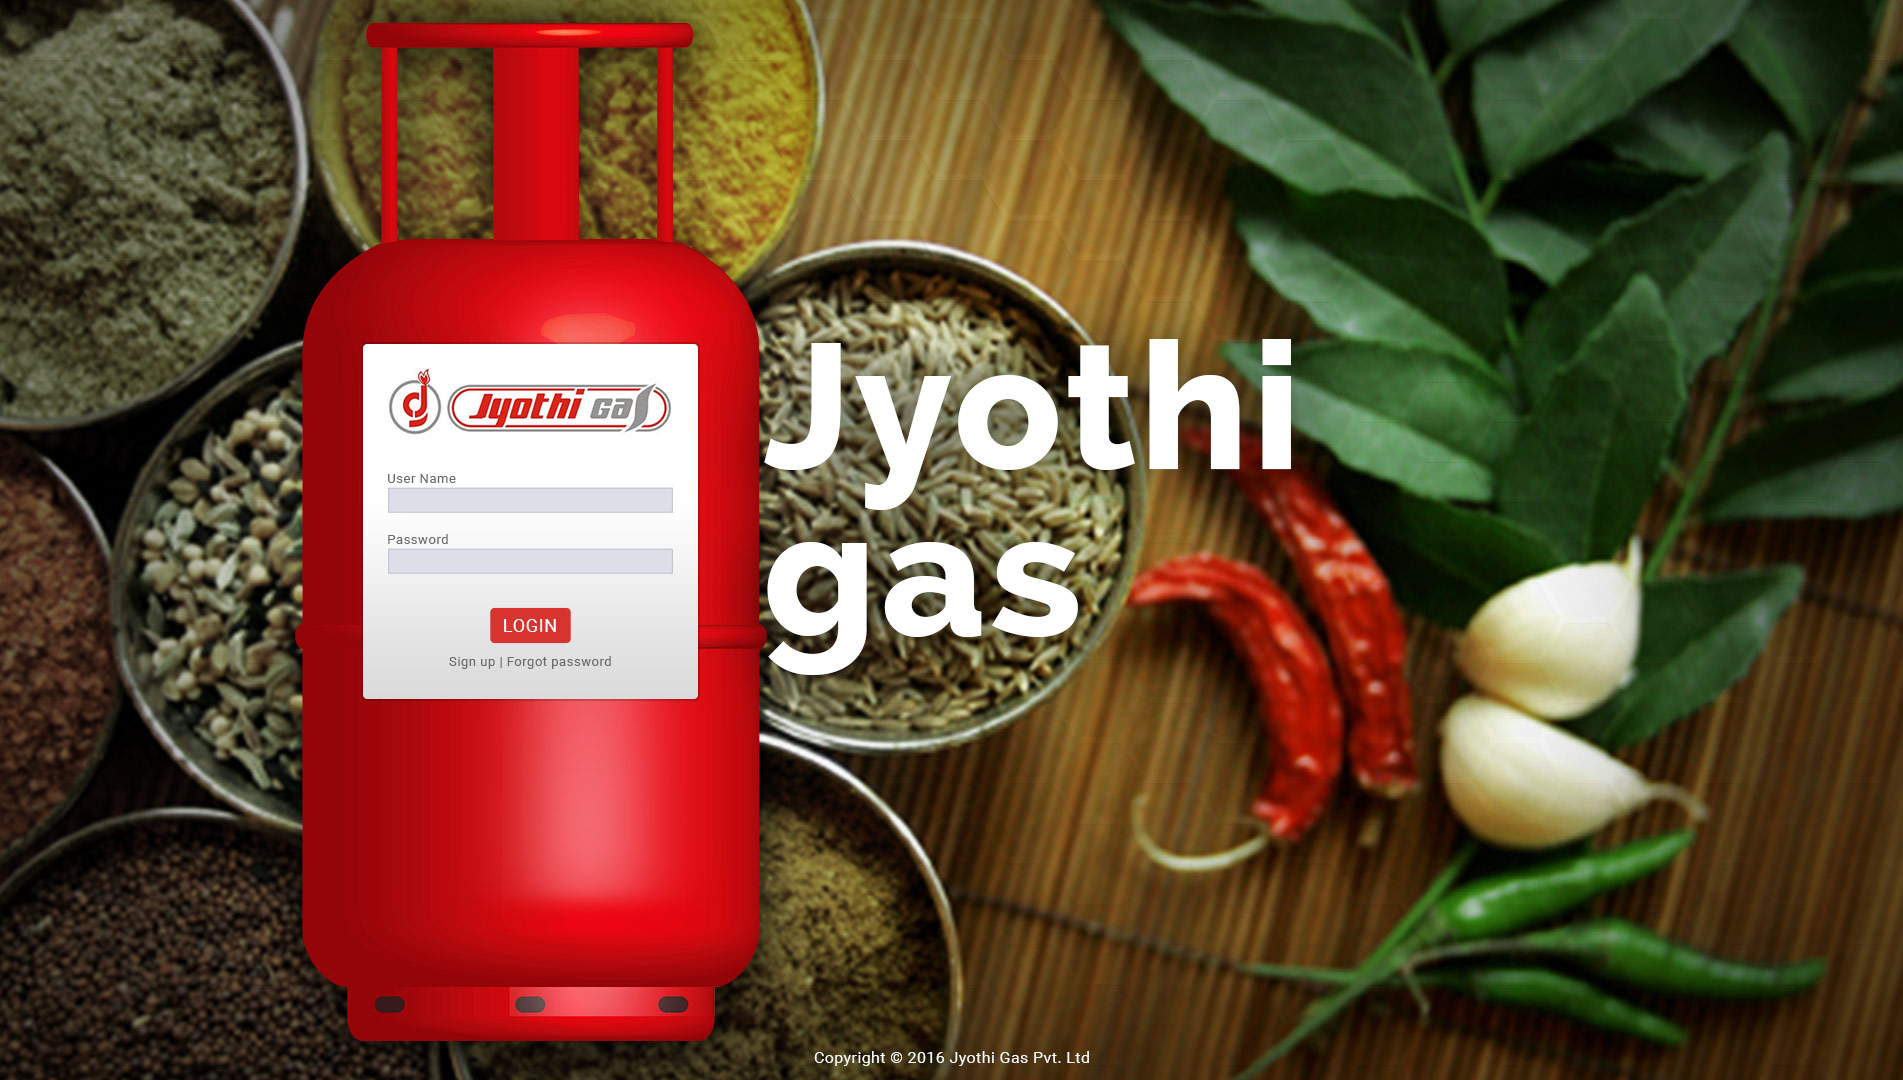 Jyothi gas
User Name
Password
LOGIN
Sign up | Forgot password
Jyothi
gas
Copyright © 2016 Jyothi Gas Pvt. Ltd